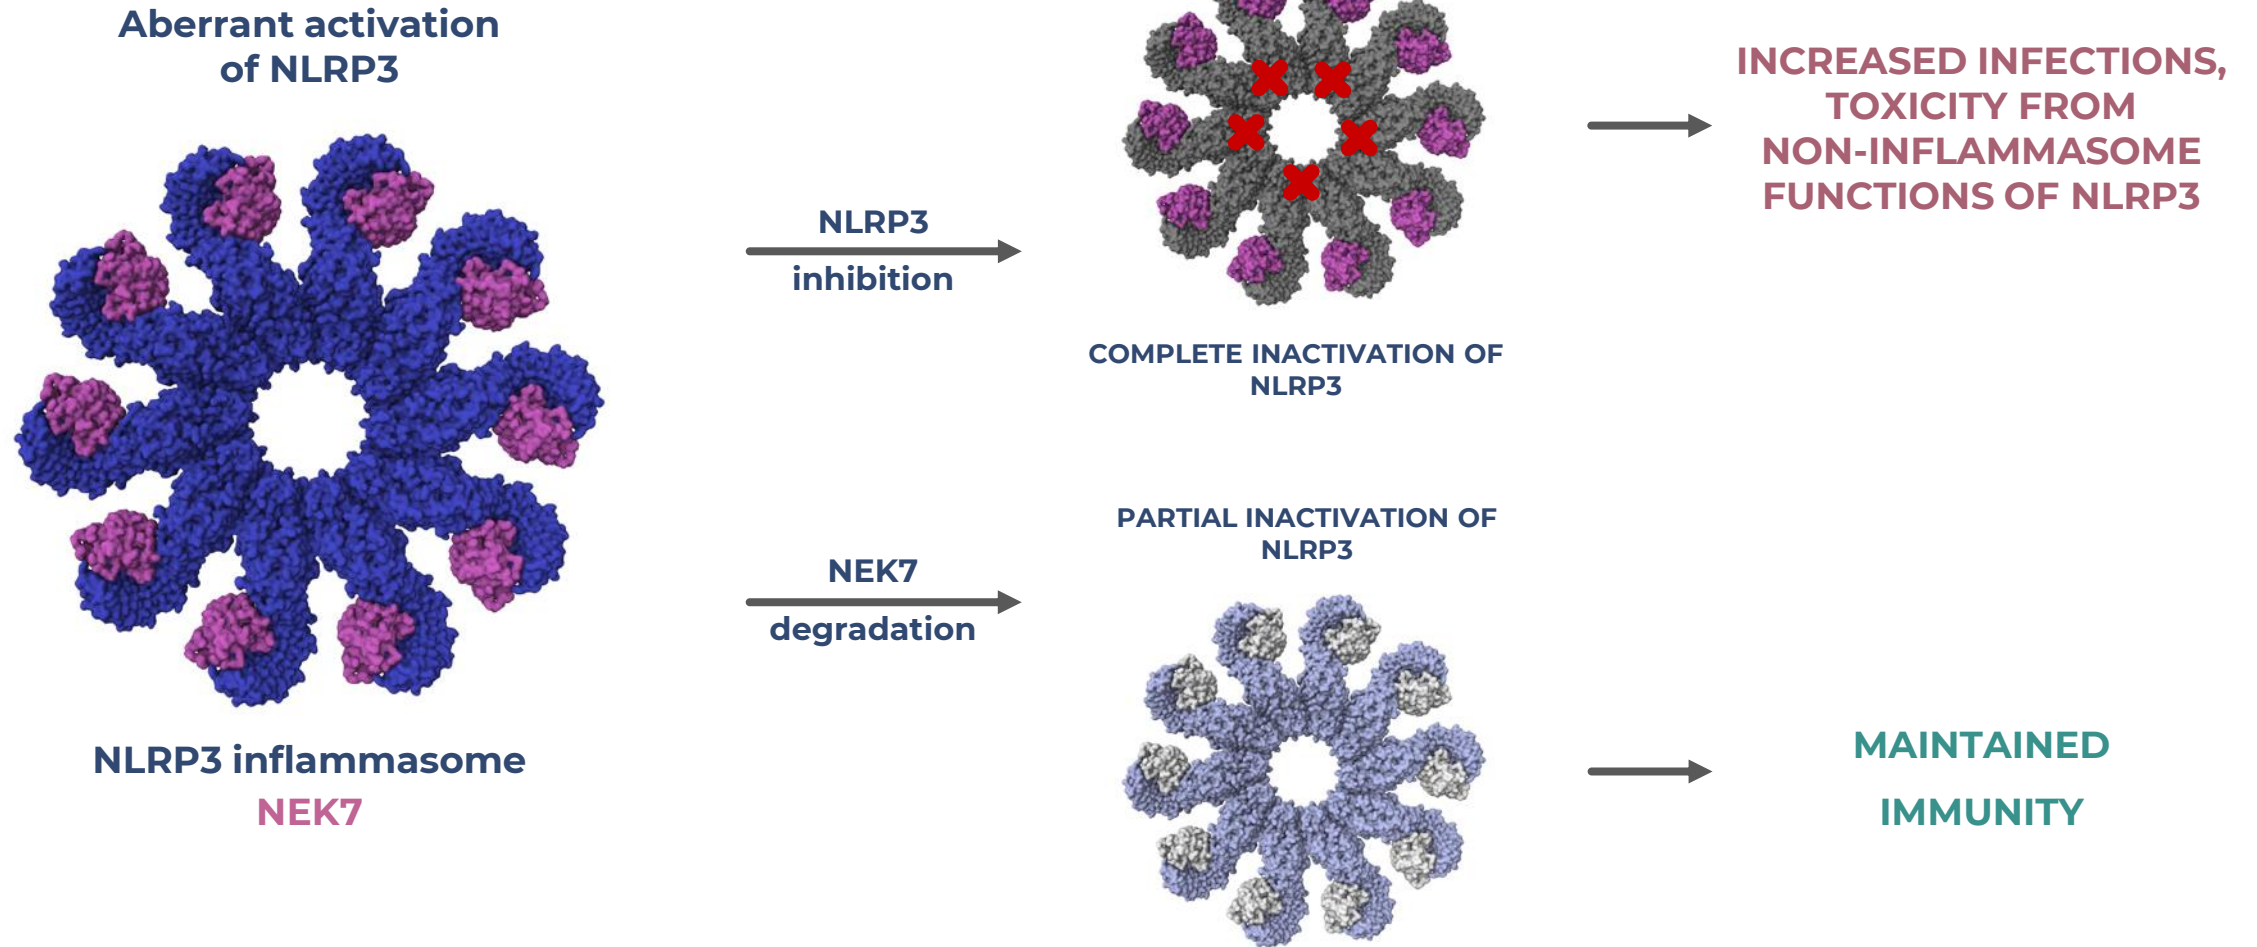 Aberrant activation
of NLRP3
NLRP3 inflammasome
NEK7
NLRP3
inhibition
COMPLETE INACTIVATION OF
NLRP3
INCREASED INFECTIONS,
TOXICITY FROM
NON-INFLAMMASOME
FUNCTIONS OF NLRP3
NEK7
degradation
PARTIAL INACTIVATION OF
NLRP3
MAINTAINED
IMMUNITY